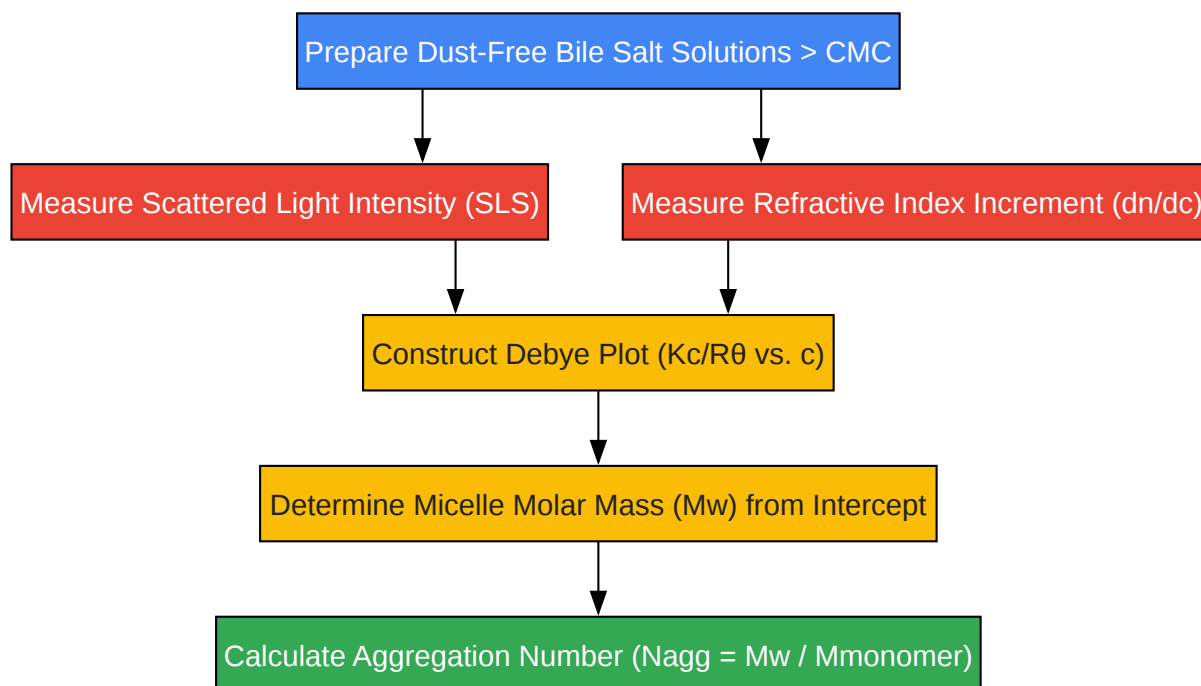 Prepare Dust-Free Bile Salt Solutions > CMC
Measure Scattered Light Intensity (SLS)
Measure Refractive Index Increment (dn/dc)
Construct Debye Plot (Kc/Rθ vs. c)
Determine Micelle Molar Mass (Mw) from Intercept
Calculate Aggregation Number (Nagg = Mw / Mmonomer)